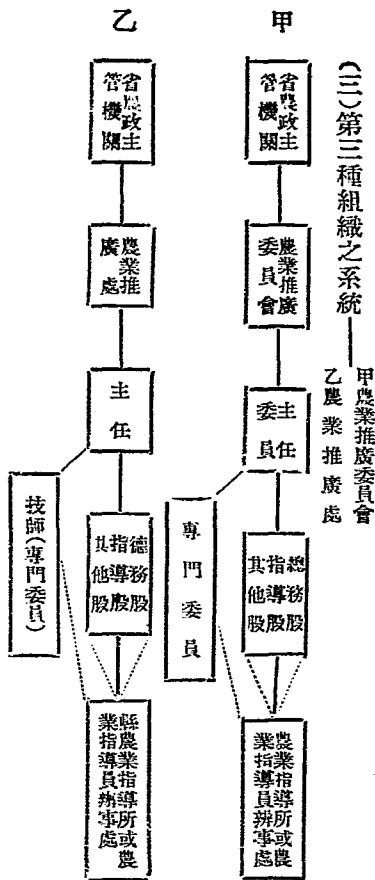 (三)第三種組織之系統
甲農業推廣委員會
乙農業推廣處
甲
省農政主
管機關
農業推廣
委員會
主任
委員
總務股
指導股
其他股
專門委員
農業指導所或農
業指導員辨事處
乙
省農政主
管機關
農業推
廣處
主任
德務股
指導股
其他股
技師(專門委員)
縣農業指導所或農
業指導員辨事處